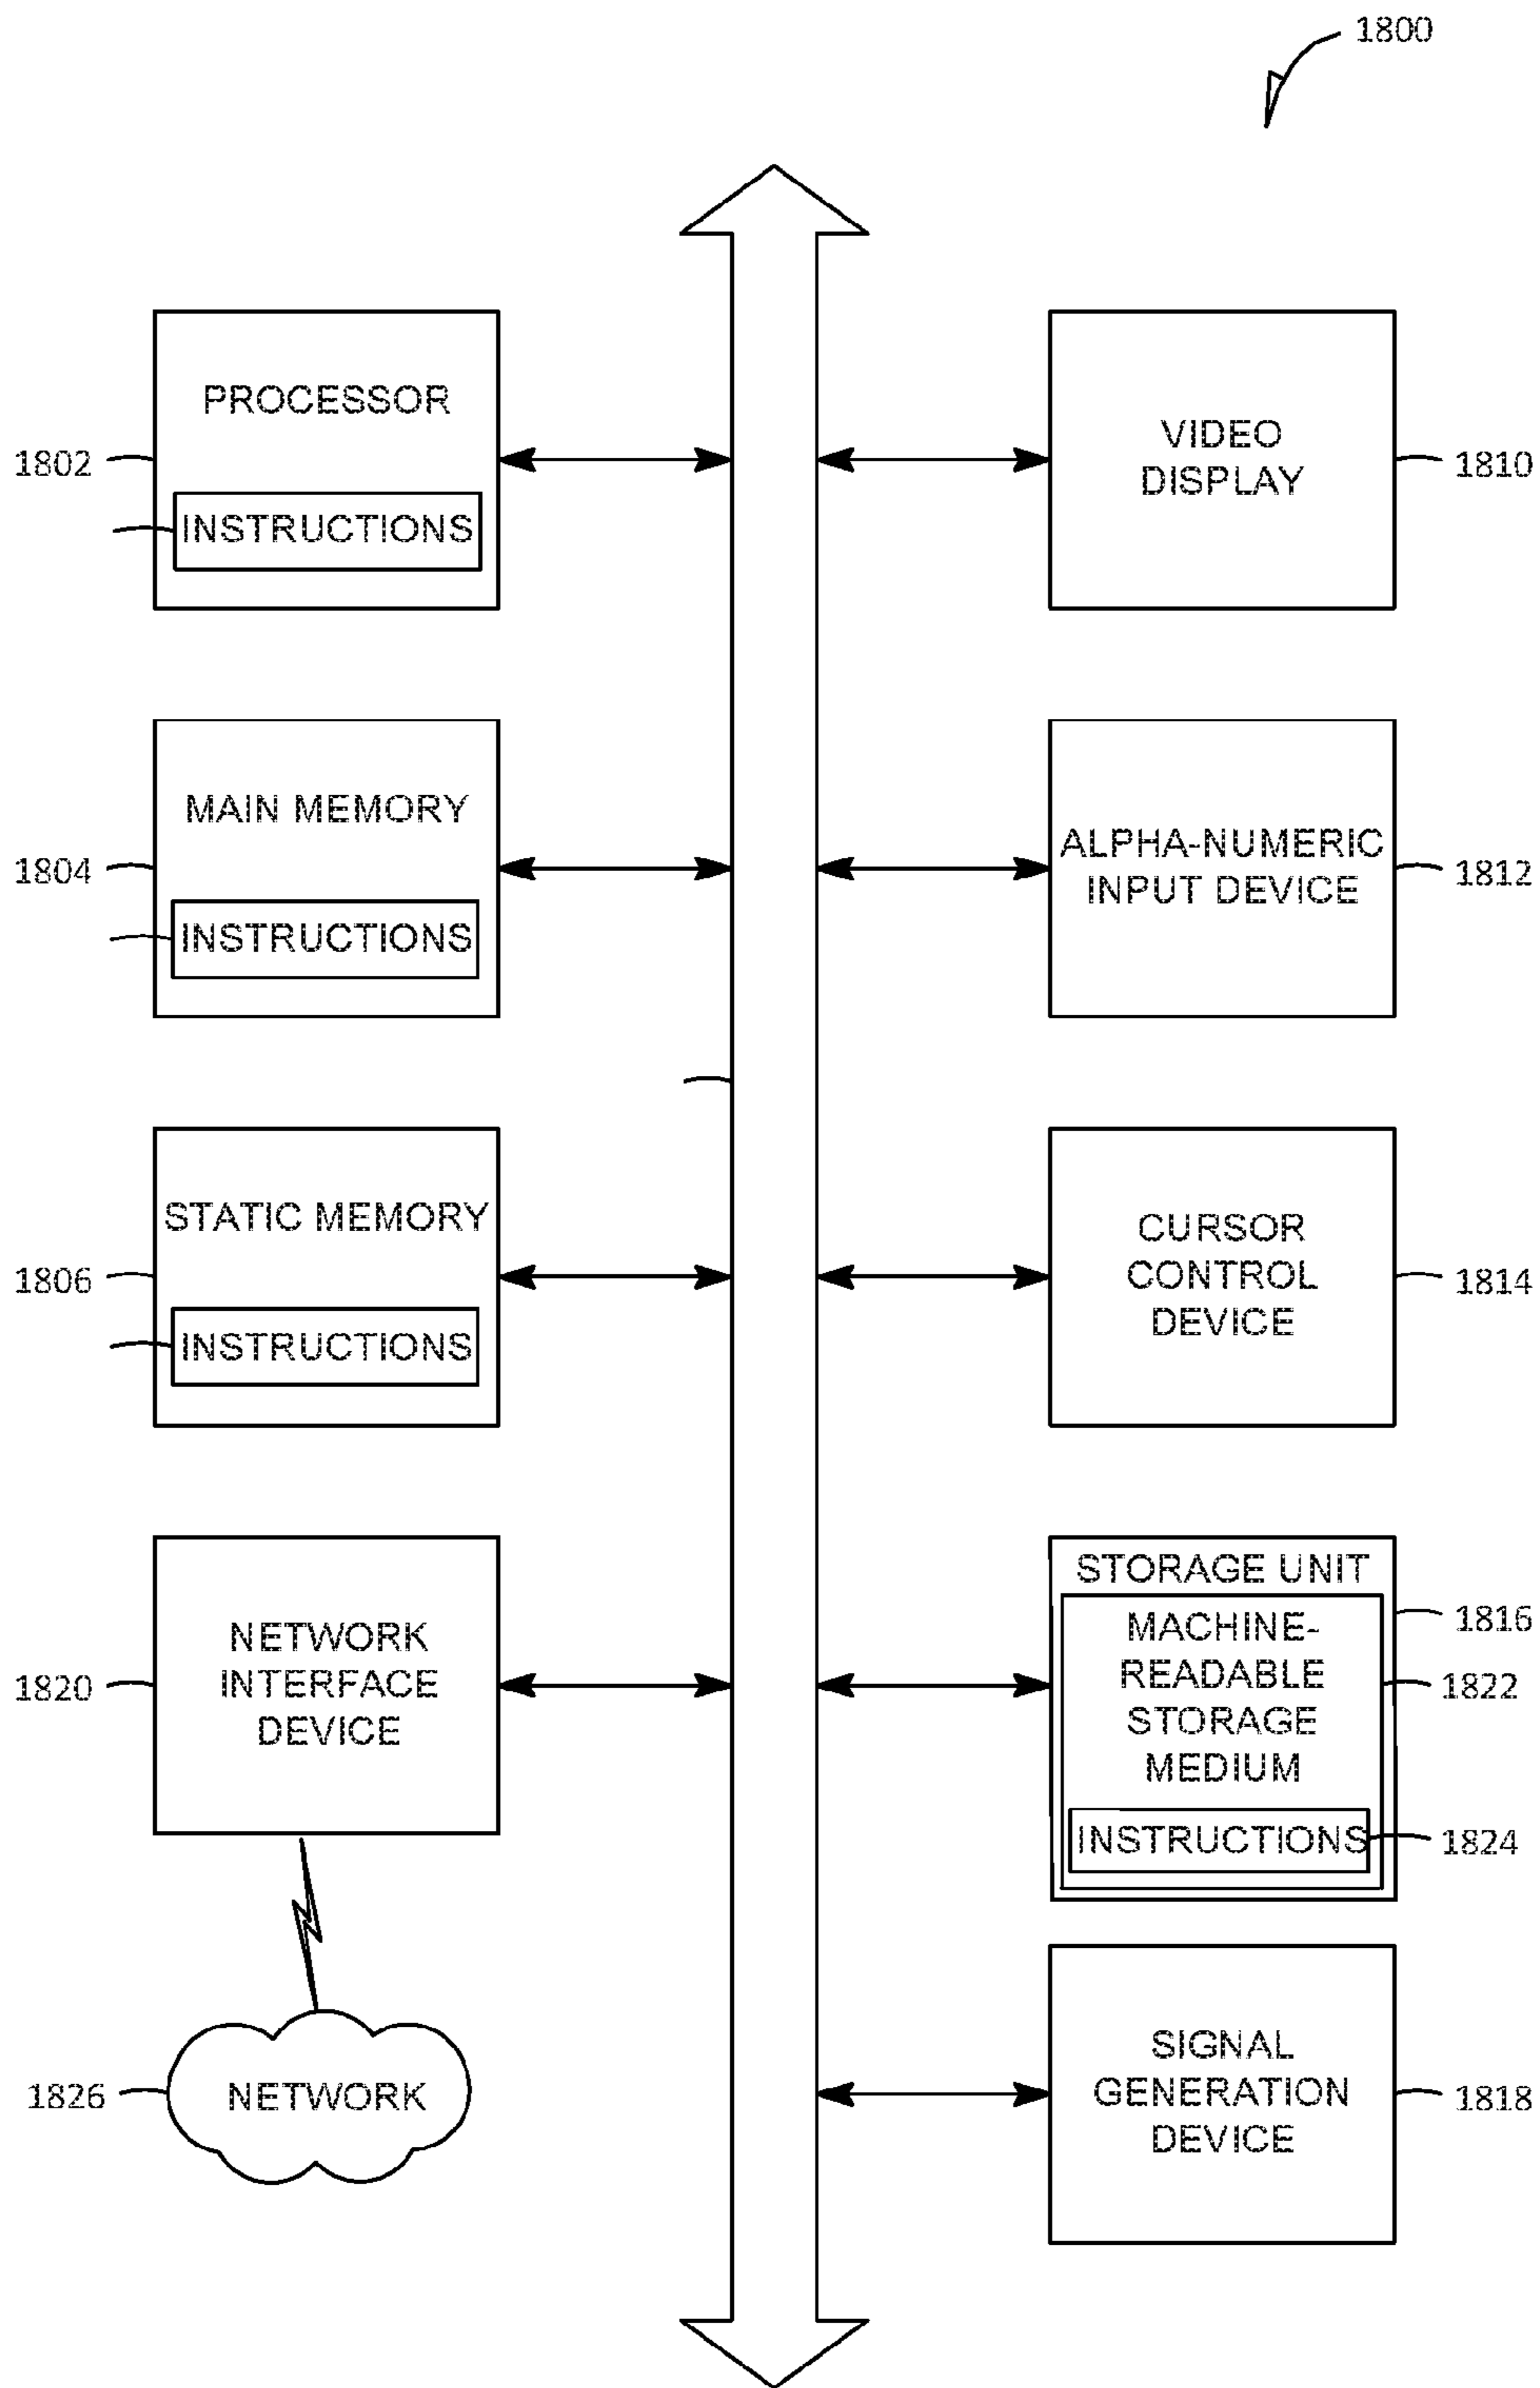 1800
PROCESSOR
1802
INSTRUCTIONS
VIDEO
DISPLAY
1810
MAIN MEMORY
1804
INSTRUCTIONS
ALPHA-NUMERIC
INPUT DEVICE
1812
STATIC MEMORY
1806
INSTRUCTIONS
CURSOR
CONTROL
DEVICE
1814
NETWORK
INTERFACE
DEVICE
1820
STORAGE UNIT
1816
MACHINE-
READABLE
STORAGE
MEDIUM
1822
INSTRUCTIONS
1824
NETWORK
1826
SIGNAL
GENERATION
DEVICE
1818